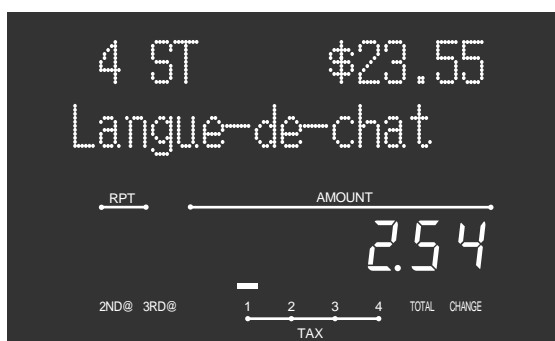 4 ST $23.55
Langue-de-chat
RPT AMOUNT
2.54
2ND@ 3RD@ 1 2 3 4 TOTAL CHANGE
TAX